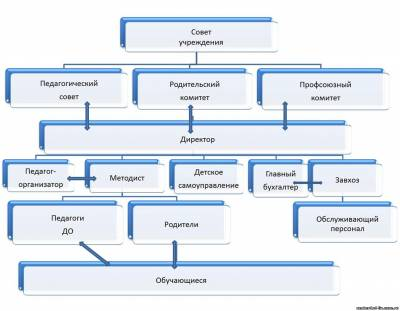 Совет
учреждения
Педагогический
совет
Родительский
комитет
Профсоюзный
комитет
Директор
Педагог-
организатор
Методист
Детское
самоуправление
Главный
бухгалтер
Завхоз
Педагоги
ДО
Родители
Обслуживающий
персонал
Обучающиеся